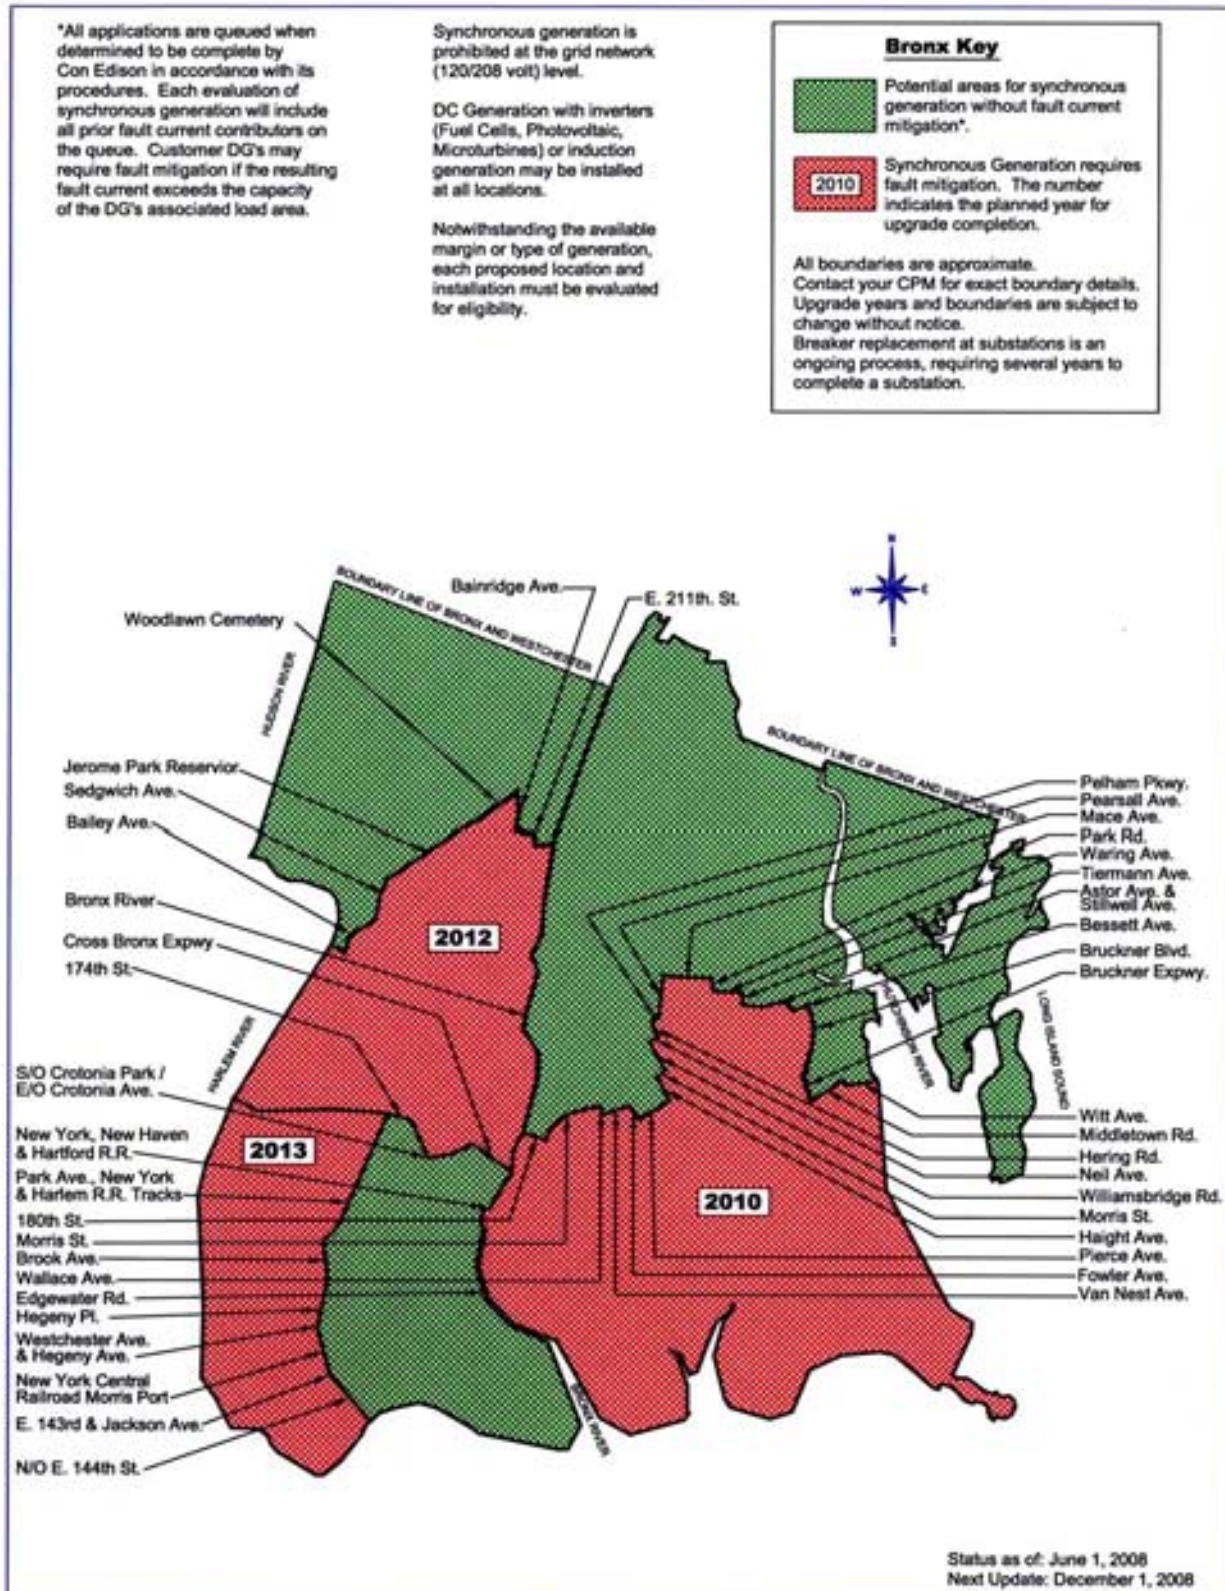 *All applications are queued when
determined to be complete by
Con Edison in accordance with its
procedures. Each evaluation of
synchronous generation will include
all prior fault current contributors on
the queue. Customer DG's may
require fault mitigation if the resulting
fault current exceeds the capacity
of the DG's associated load area.
Synchronous generation is
prohibited at the grid network
(120/208 volt) level.
DC Generation with inverters
(Fuel Cells, Photovoltaic,
Microturbines) or induction
generation may be installed
at all locations.
Notwithstanding the available
margin or type of generation,
each proposed location and
installation must be evaluated
for eligibility.
Bronx Key
Potential areas for synchronous
generation without fault current
mitigation*.
2010
Synchronous Generation requires
fault mitigation. The number
indicates the planned year for
upgrade completion.
All boundaries are approximate.
Contact your CPM for exact boundary details.
Upgrade years and boundaries are subject to
change without notice.
Breaker replacement at substations is an
ongoing process, requiring several years to
complete a substation.
N
W
E
S
BOUNDARY LINE OF BRONX AND WESTCHESTER
Bainridge Ave.
E. 211th. St.
Woodlawn Cemetery
HUDSON RIVER
BOUNDARY LINE OF BRONX AND WESTCHESTER
Jerome Park Reservior
Sedgwich Ave.
Bailey Ave.
Bronx River
Cross Bronx Expwy
174th St.
HARLEM RIVER
S/O Crotonia Park /
E/O Crotonia Ave.
New York, New Haven
& Hartford R.R.
Park Ave., New York
& Harlem R.R. Tracks
180th St.
Morris St.
Brook Ave.
Wallace Ave.
Edgewater Rd.
Hegeny Pl.
Westchester Ave.
& Hegeny Ave.
New York Central
Railroad Morris Port
E. 143rd & Jackson Ave.
N/O E. 144th St.
2012
2013
2010
BRONX RIVER
HUTCHINSON RIVER
LONG ISLAND SOUND
Pelham Pkwy.
Pearsall Ave.
Mace Ave.
Park Rd.
Waring Ave.
Tiermann Ave.
Astor Ave. &
Stillwell Ave.
Bessett Ave.
Bruckner Blvd.
Bruckner Expwy.
Witt Ave.
Middletown Rd.
Hering Rd.
Neil Ave.
Williamsbridge Rd.
Morris St.
Haight Ave.
Pierce Ave.
Fowler Ave.
Van Nest Ave.
Status as of: June 1, 2008
Next Update: December 1, 2008